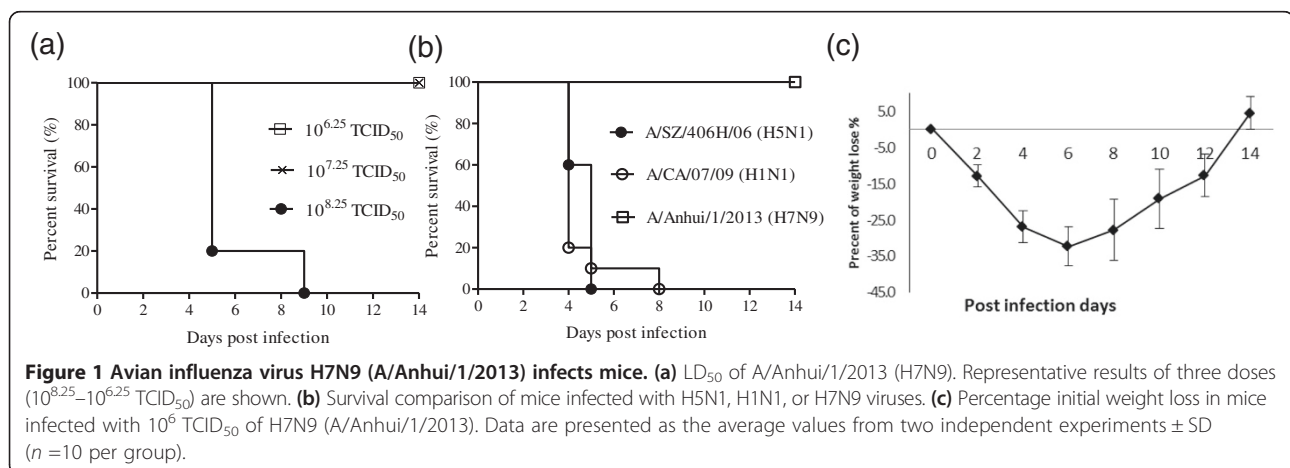 (a)
100
80
60
40
20
0
Percent survival (%)
10^6.25 TCID50
10^7.25 TCID50
10^8.25 TCID50
0 2 4 6 8 10 12 14
Days post infection
(b)
100
80
60
40
20
0
Percent survival (%)
A/SZ/406H/06 (H5N1)
A/CA/07/09 (H1N1)
A/Anhui/1/2013 (H7N9)
0 2 4 6 8 10 12 14
Days post infection
(c)
5.0
-5.0
-15.0
-25.0
-35.0
-45.0
Precent of weight lose %
0 2 4 6 8 10 12 14
Post infection days
Figure 1 Avian influenza virus H7N9 (A/Anhui/1/2013) infects mice. (a) LD50 of A/Anhui/1/2013 (H7N9). Representative results of three doses
(10^8.25–10^6.25 TCID50) are shown. (b) Survival comparison of mice infected with H5N1, H1N1, or H7N9 viruses. (c) Percentage initial weight loss in mice
infected with 10^6 TCID50 of H7N9 (A/Anhui/1/2013). Data are presented as the average values from two independent experiments ± SD
(n =10 per group).